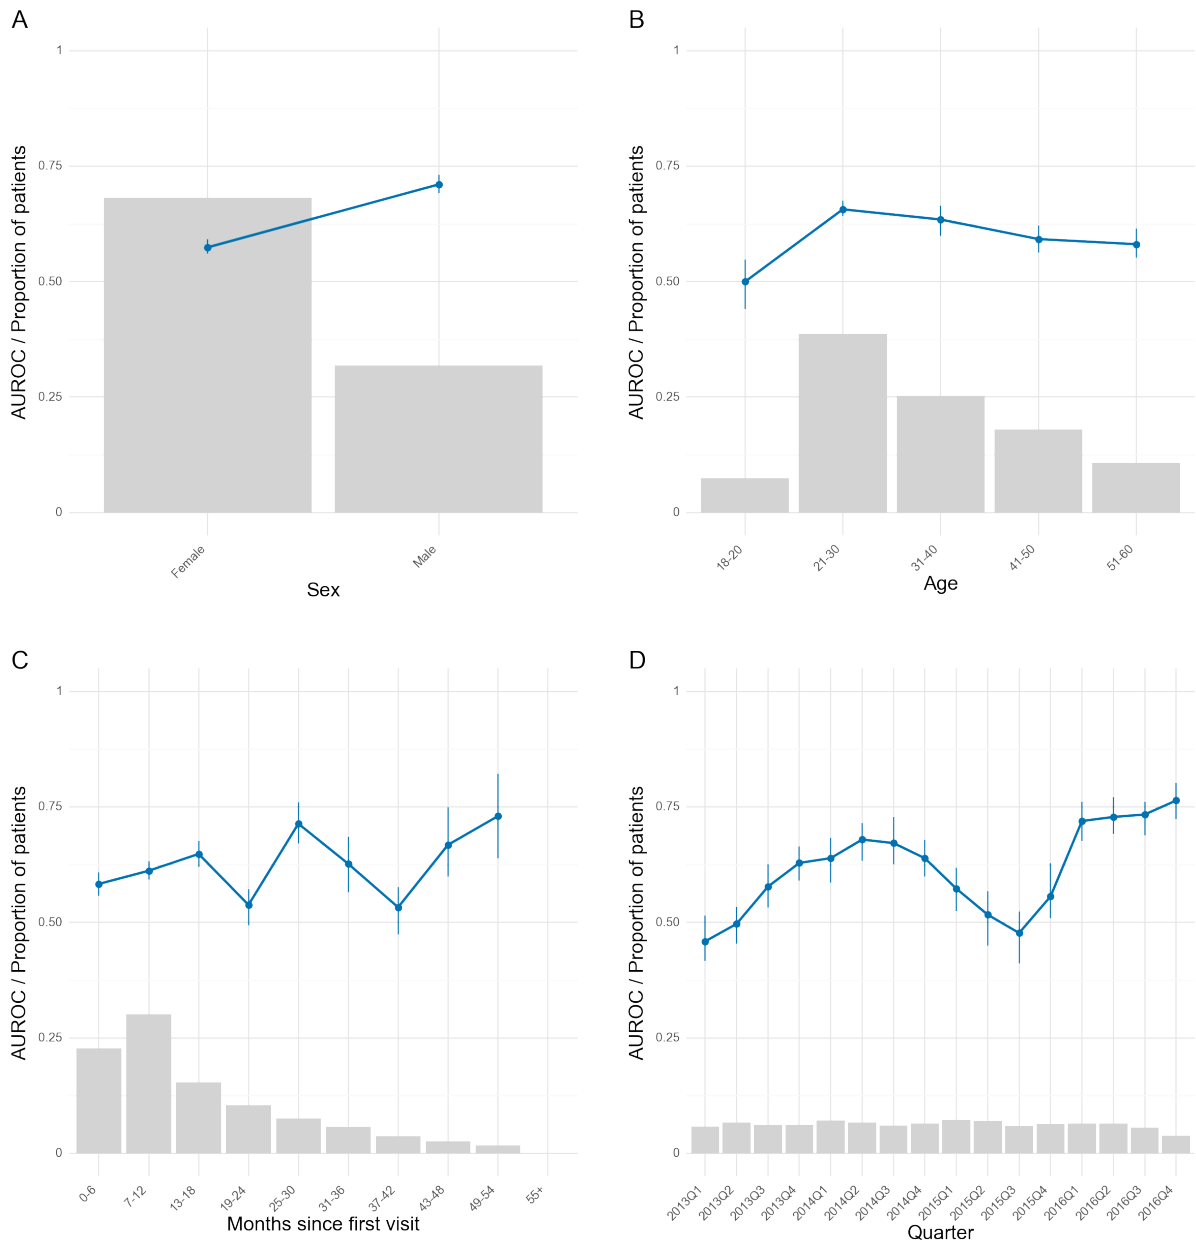 A
AUROC / Proportion of patients
1
0.75
0.50
0.25
0
Female
Male
Sex
B
AUROC / Proportion of patients
1
0.75
0.50
0.25
0
18-20
21-30
31-40
41-50
51-60
Age
C
AUROC / Proportion of patients
1
0.75
0.50
0.25
0
0-6
7-12
13-18
19-24
25-30
31-36
37-42
43-48
49-54
55+
Months since first visit
D
AUROC / Proportion of patients
1
0.75
0.50
0.25
0
2013Q1
2013Q2
2013Q3
2013Q4
2014Q1
2014Q2
2014Q3
2014Q4
2015Q1
2015Q2
2015Q3
2015Q4
2016Q1
2016Q2
2016Q3
2016Q4
Quarter